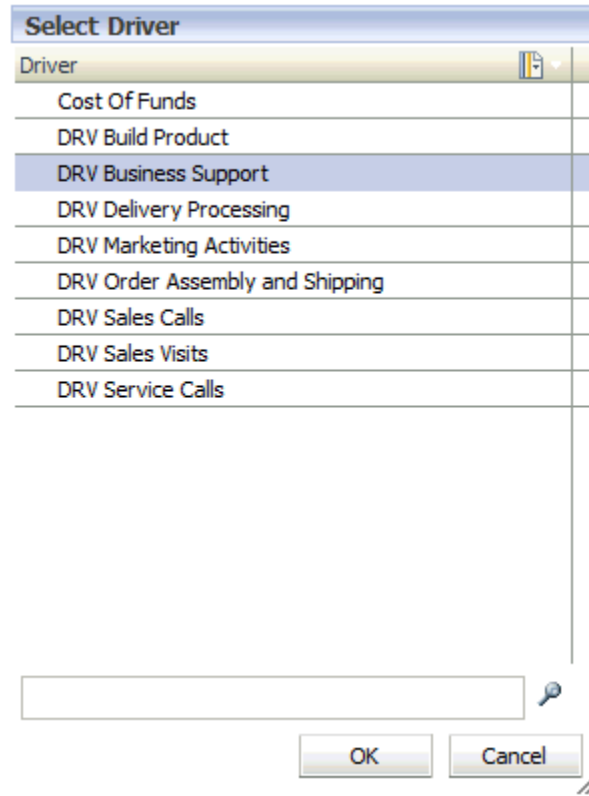 Select Driver
Driver
Cost Of Funds
DRV Build Product
DRV Business Support
DRV Delivery Processing
DRV Marketing Activities
DRV Order Assembly and Shipping
DRV Sales Calls
DRV Sales Visits
DRV Service Calls
OK Cancel